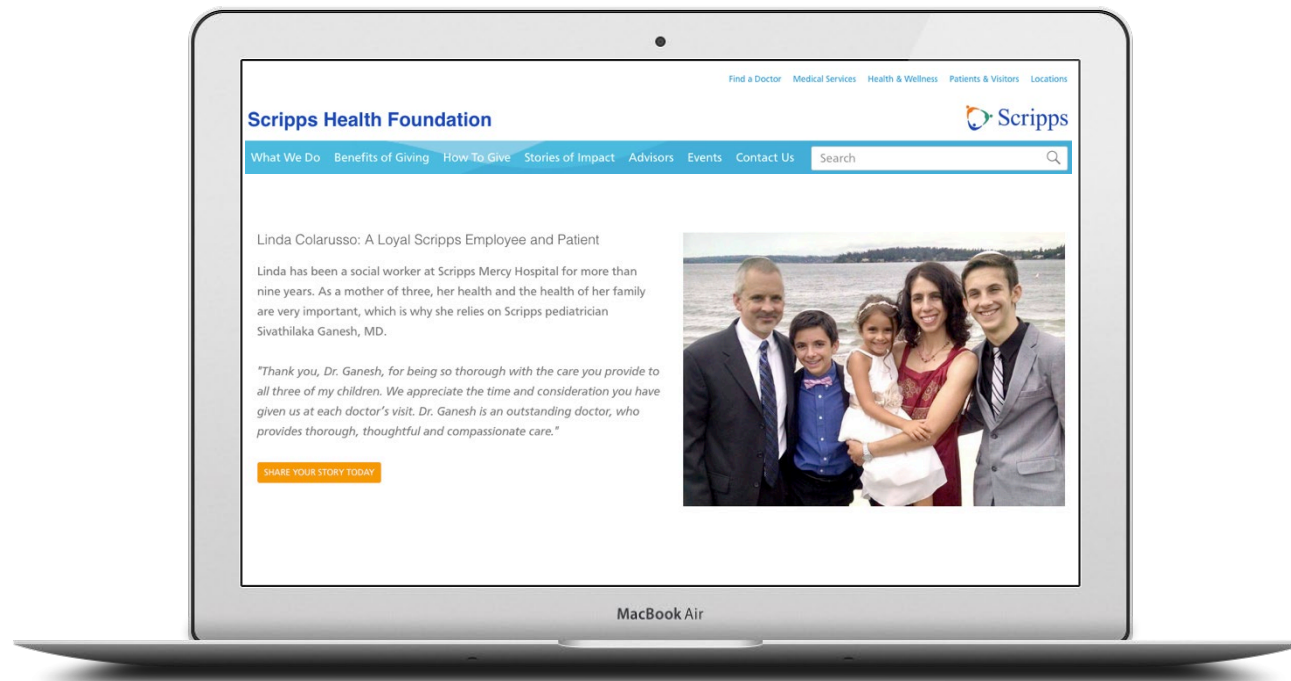 Find a Doctor Medical Services Health & Wellness Patients & Visitors Locations
Scripps Health Foundation
Scripps
What We Do Benefits of Giving How To Give Stories of Impact Advisors Events Contact Us Search
Linda Colarusso: A Loyal Scripps Employee and Patient
Linda has been a social worker at Scripps Mercy Hospital for more than
nine years. As a mother of three, her health and the health of her family
are very important, which is why she relies on Scripps pediatrician
Sivathilaka Ganesh, MD.
"Thank you, Dr. Ganesh, for being so thorough with the care you provide to
all three of my children. We appreciate the time and consideration you have
given us at each doctor's visit. Dr. Ganesh is an outstanding doctor, who
provides thorough, thoughtful and compassionate care."
SHARE YOUR STORY TODAY
MacBook Air